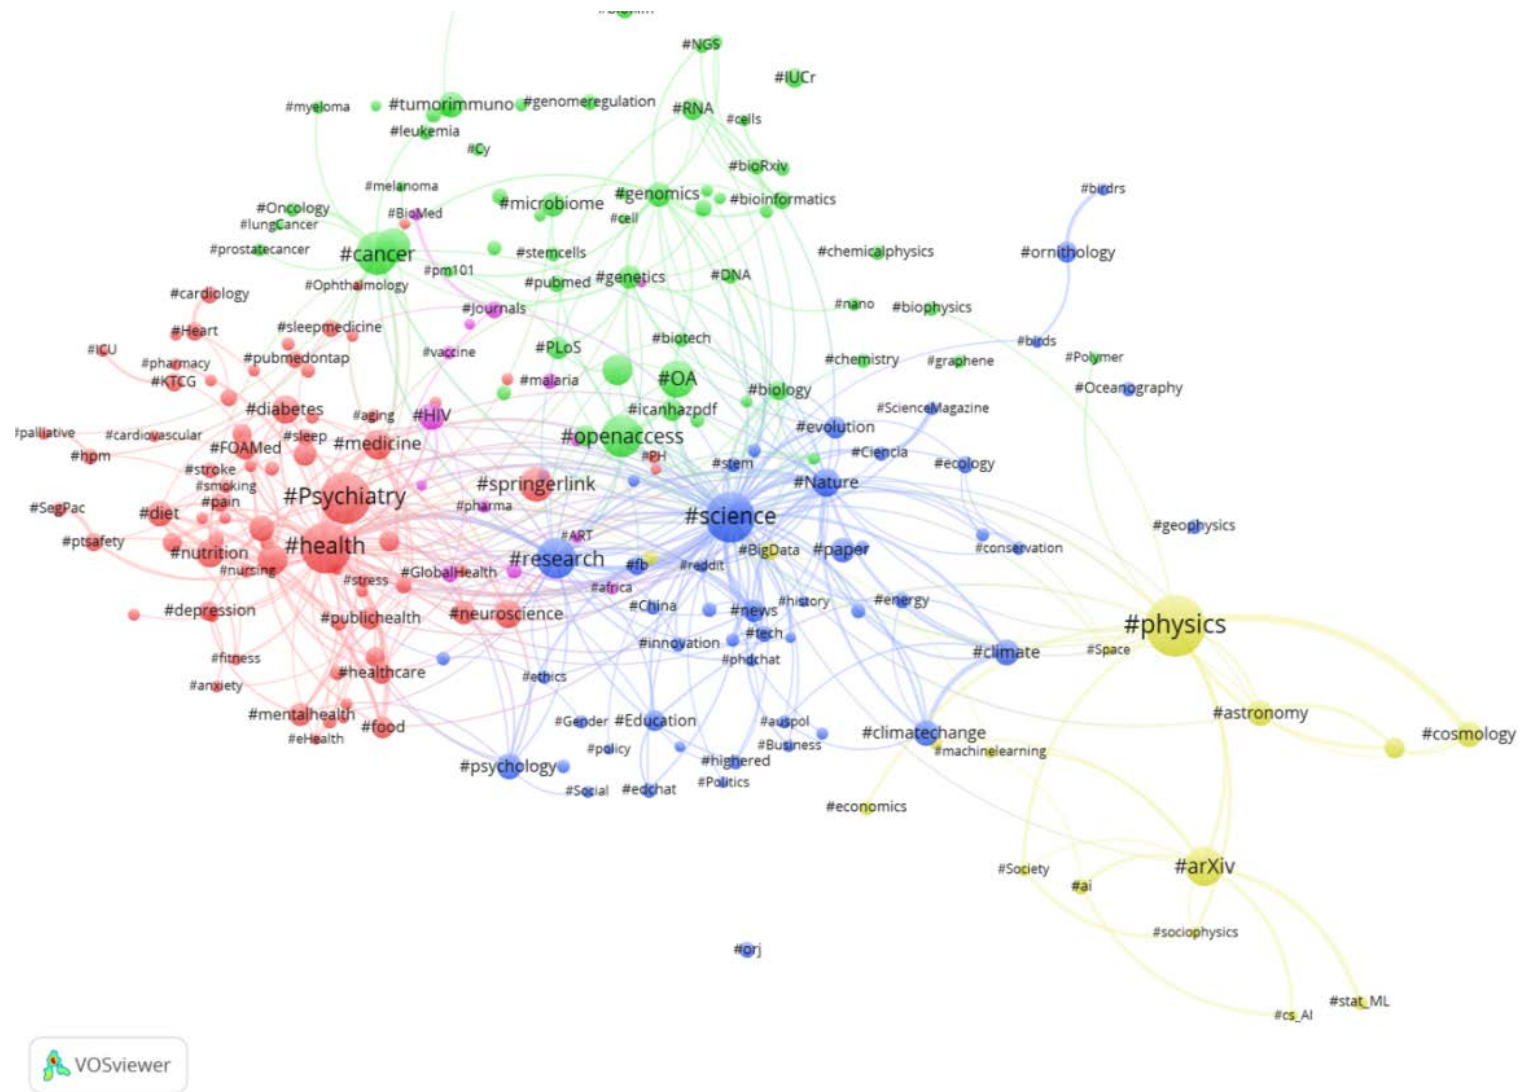 #NGS
#IUCr
#myeloma
#tumorimmuno
#genomeregulation
#RNA
#cells
#leukemia
#Cy
#bioRxiv
#melanoma
#genomics
#birdrs
#Oncology
#BioMed
#microbiome
#bioinformatics
#lungCancer
#cell
#prostatecancer
#cancer
#stemcells
#chemicalphysics
#ornithology
#pm101
#genetics
#DNA
#Ophthalmology
#pubmed
#cardiology
#Journals
#nano
#biophysics
#Heart
#sleepmedicine
#biotech
#birds
#ICU
#pharmacy
#pubmedontap
#vaccine
#PLoS
#chemistry
#graphene
#Polymer
#KTCG
#malaria
#OA
#biology
#Oceanography
#diabetes
#aging
#HIV
#icanhazpdf
#ScienceMagazine
#palliative
#cardiovascular
#sleep
#openaccess
#evolution
#hpm
#FOAMed
#medicine
#PH
#stem
#Ciencia
#ecology
#stroke
#smoking
#springerlink
#Nature
#SegPac
#pain
#Psychiatry
#pharma
#diet
#science
#geophysics
#ptsafety
#nutrition
#health
#ART
#BigData
#paper
#conservation
#nursing
#stress
#GlobalHealth
#research
#fb
#reddit
#africa
#depression
#publichealth
#neuroscience
#China
#news
#history
#energy
#physics
#innovation
#tech
#fitness
#healthcare
#phdchat
#climate
#Space
#anxiety
#ethics
#mentalhealth
#food
#Gender
#Education
#auspol
#astronomy
#eHealth
#policy
#Business
#climatechange
#cosmology
#machinelearning
#psychology
#highered
#Social
#edchat
#Politics
#economics
#Society
#arXiv
#ai
#sociophysics
#orj
#stat_ML
#cs_AI
VOSviewer